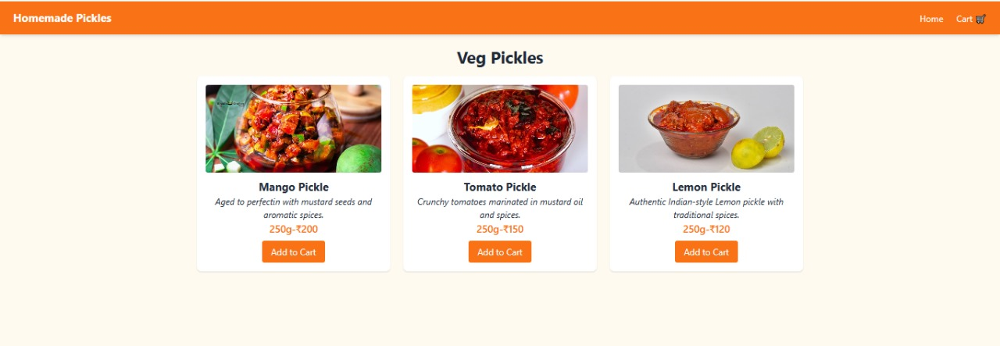 Homemade Pickles
Home
Cart 🛒
Veg Pickles
Mango Pickle
Aged to perfectin with mustard seeds and
aromatic spices.
250g-₹200
Add to Cart
Tomato Pickle
Crunchy tomatoes marinated in mustard oil
and spices.
250g-₹150
Add to Cart
Lemon Pickle
Authentic Indian-style Lemon pickle with
traditional spices.
250g-₹120
Add to Cart